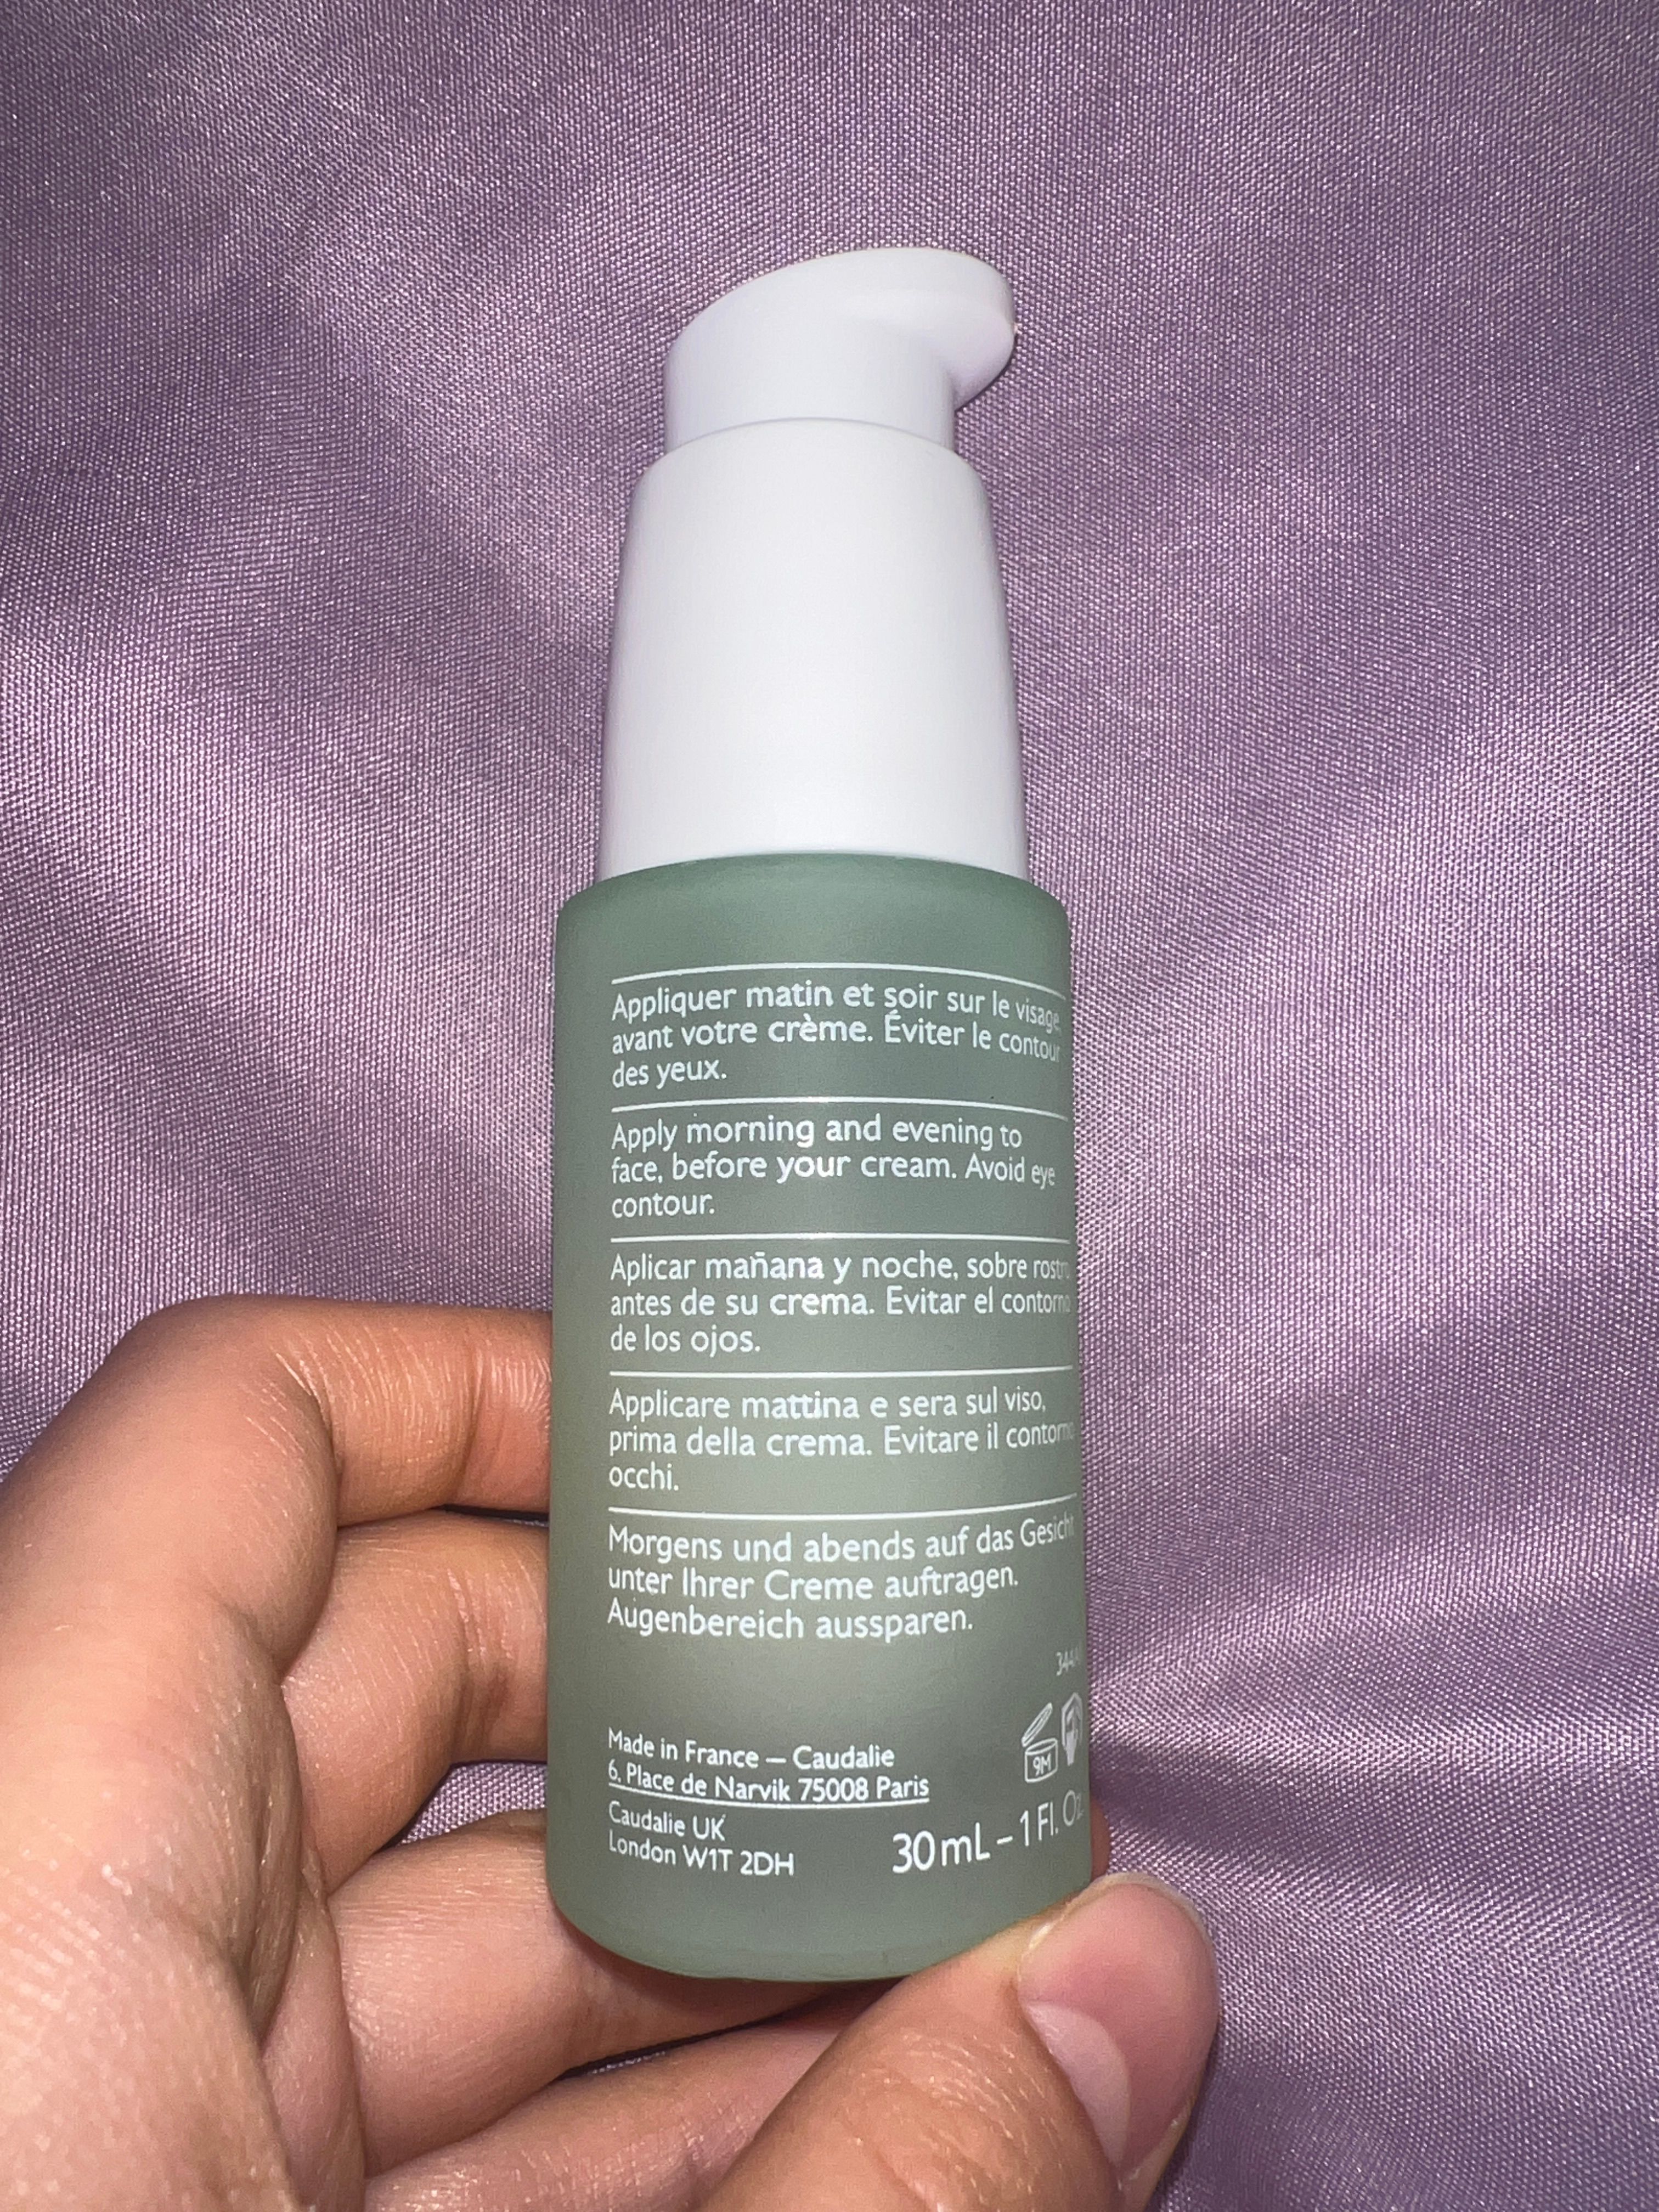 Appliquer matin et soir sur le visage,
avant votre crème. Éviter le contour
des yeux.
Apply morning and evening to
face, before your cream. Avoid eye
contour.
Aplicar mañana y noche, sobre rostro,
antes de su crema. Evitar el contorno
de los ojos.
Applicare mattina e sera sul viso,
prima della crema. Evitare il contorno
occhi.
Morgens und abends auf das Gesicht
unter Ihrer Creme auftragen.
Augenbereich aussparen.
Made in France – Caudalie
6, Place de Narvik 75008 Paris
Caudalie UK
London W1T 2DH
9M
30 mL – 1 Fl. Oz.